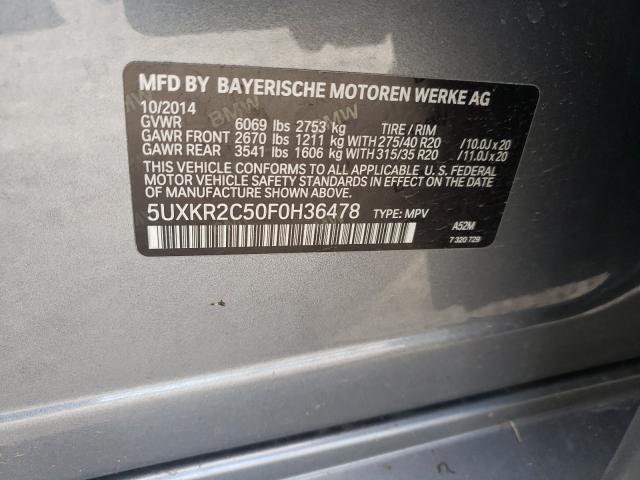 MFD BY BAYERISCHE MOTOREN WERKE AG
10/2014
GVWR 6069 lbs 2753 kg TIRE / RIM
GAWR FRONT 2670 lbs 1211 kg WITH 275/40 R20 /10.0J x 20
GAWR REAR 3541 lbs 1606 kg WITH 315/35 R20 /11.0J x 20
THIS VEHICLE CONFORMS TO ALL APPLICABLE U. S. FEDERAL
MOTOR VEHICLE SAFETY STANDARDS IN EFFECT ON THE DATE
OF MANUFACTURE SHOWN ABOVE.
5UXKR2C50F0H36478 TYPE: MPV
A52M
7 320 729
BMW
BMW
BMW